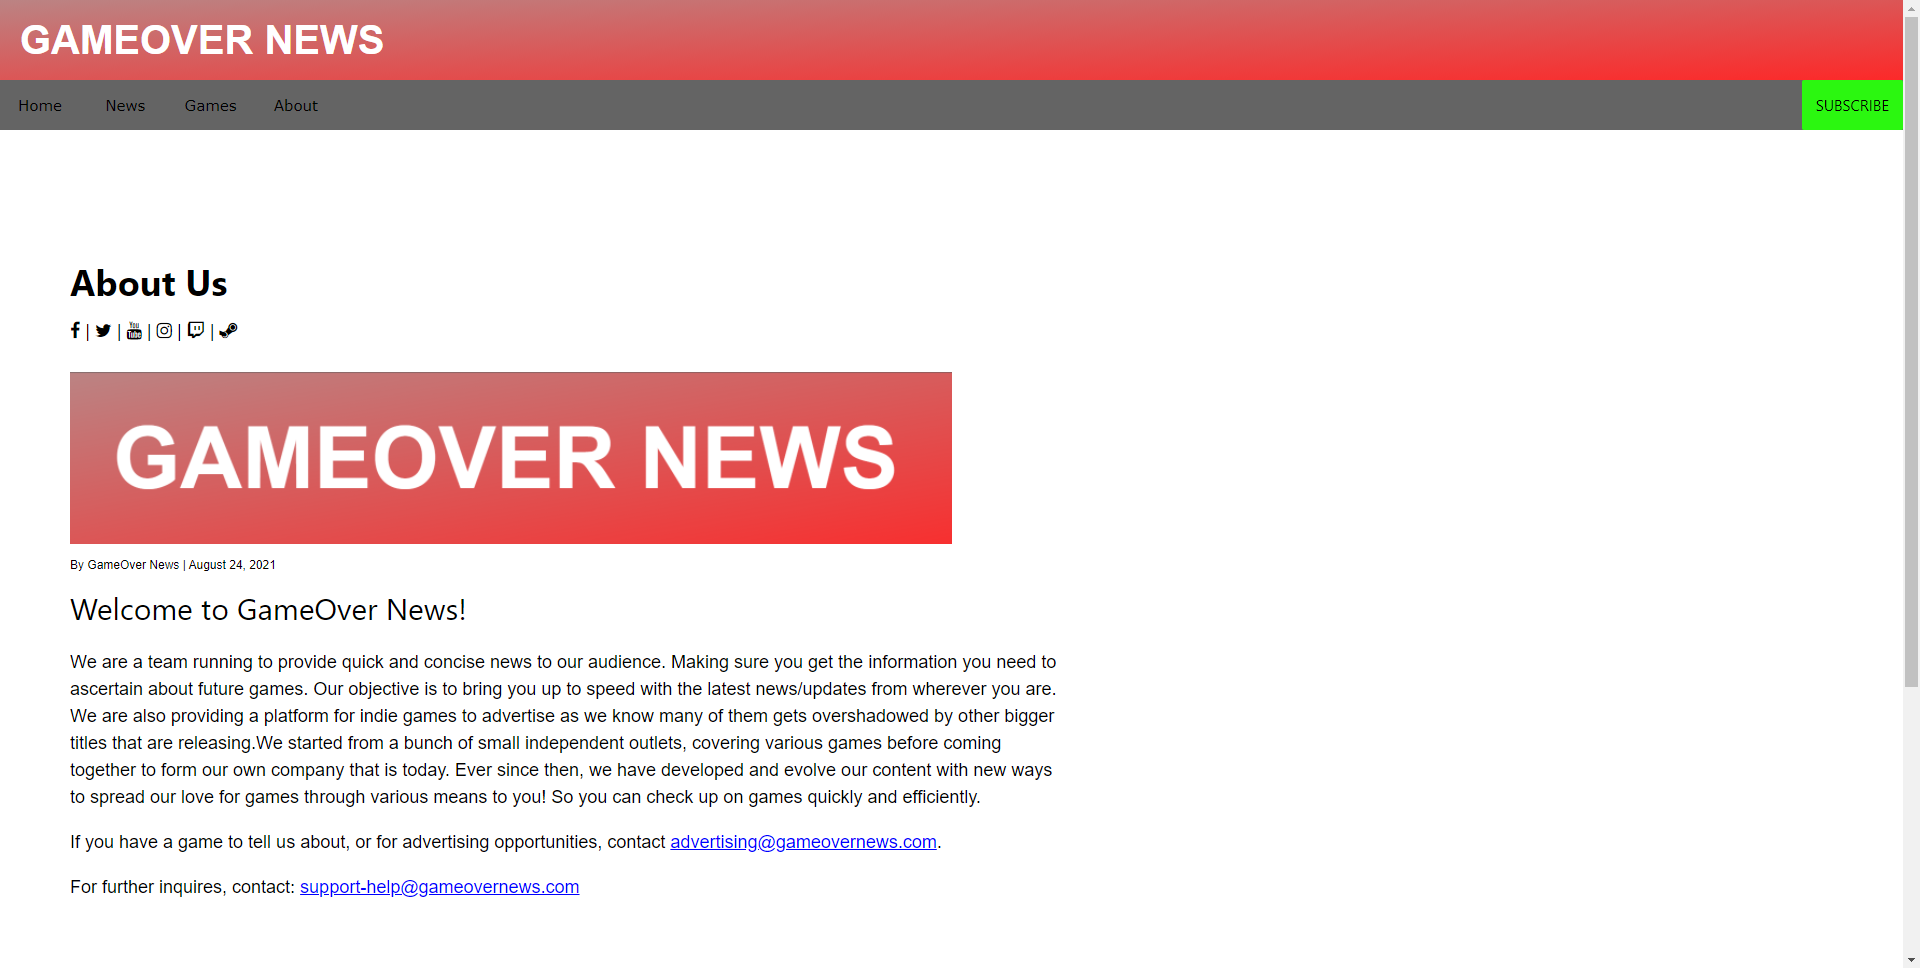 GAMEOVER NEWS
Home News Games About SUBSCRIBE
About Us
| | You Tube | | |
GAMEOVER NEWS
By GameOver News | August 24, 2021
Welcome to GameOver News!
We are a team running to provide quick and concise news to our audience. Making sure you get the information you need to
ascertain about future games. Our objective is to bring you up to speed with the latest news/updates from wherever you are.
We are also providing a platform for indie games to advertise as we know many of them gets overshadowed by other bigger
titles that are releasing.We started from a bunch of small independent outlets, covering various games before coming
together to form our own company that is today. Ever since then, we have developed and evolve our content with new ways
to spread our love for games through various means to you! So you can check up on games quickly and efficiently.
If you have a game to tell us about, or for advertising opportunities, contact advertising@gameovernews.com.
For further inquires, contact: support-help@gameovernews.com